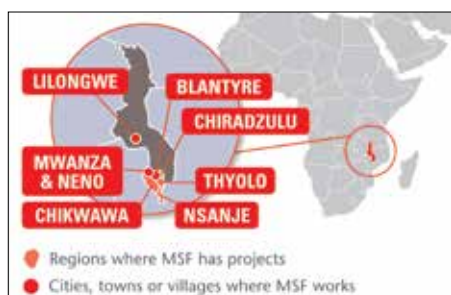 LILONGWE
BLANTYRE
CHIRADZULU
MWANZA
& NENO
THYOLO
CHIKWAWA
NSANJE
Regions where MSF has projects
Cities, towns or villages where MSF works